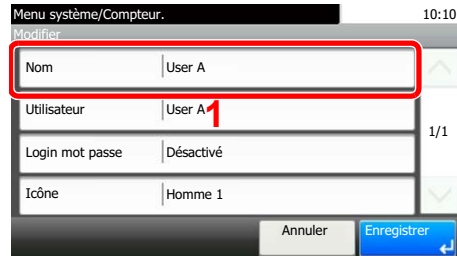 Menu système/Compteur. 10:10
Modifier
Nom User A
Utilisateur User A 1
1/1
Login mot passe Désactivé
Icône Homme 1
Annuler Enregistrer